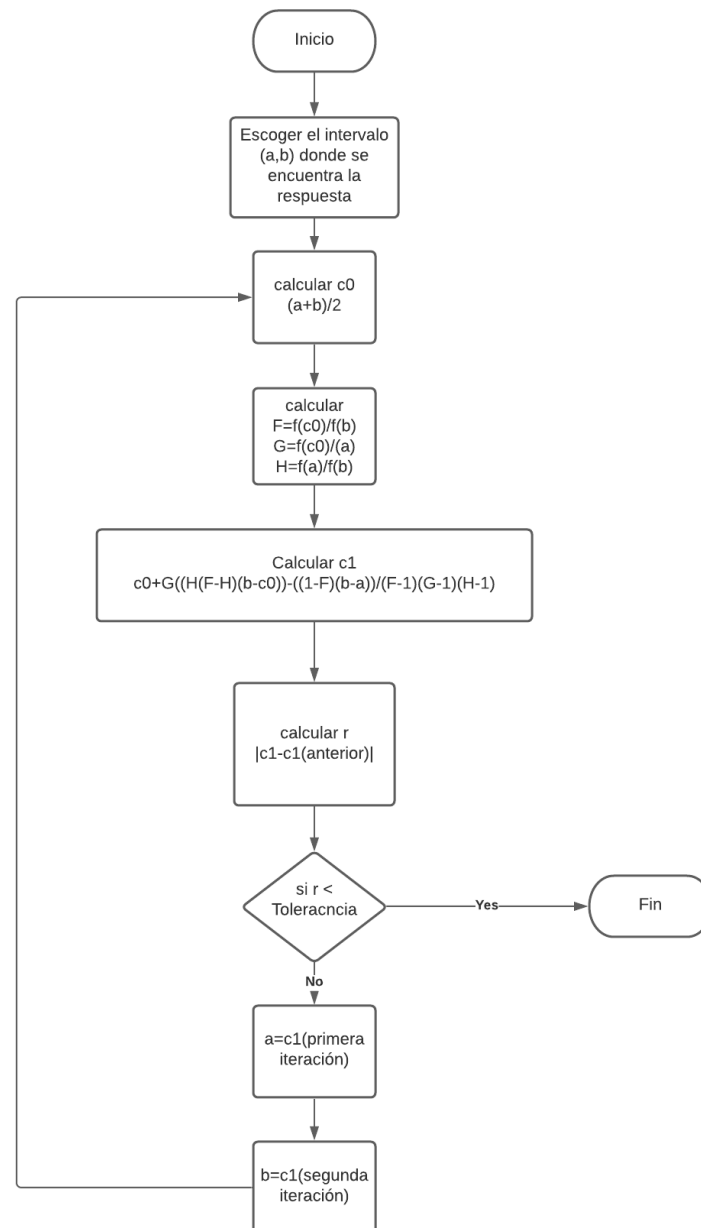 Inicio
Escoger el intervalo
(a,b) donde se
encuentra la
respuesta
calcular c0
(a+b)/2
calcular
F=f(c0)/f(b)
G=f(c0)/(a)
H=f(a)/f(b)
Calcular c1
c0+G((H(F-H)(b-c0))-((1-F)(b-a))/(F-1)(G-1)(H-1)
calcular r
|c1-c1(anterior)|
si r <
Toleracncia
Yes
Fin
No
a=c1(primera
iteración)
b=c1(segunda
iteración)